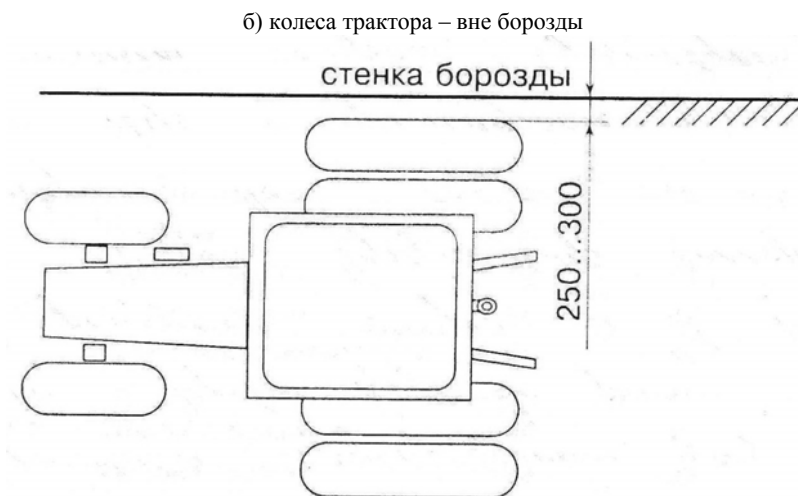 б) колеса трактора – вне борозды
стенка борозды
250...300